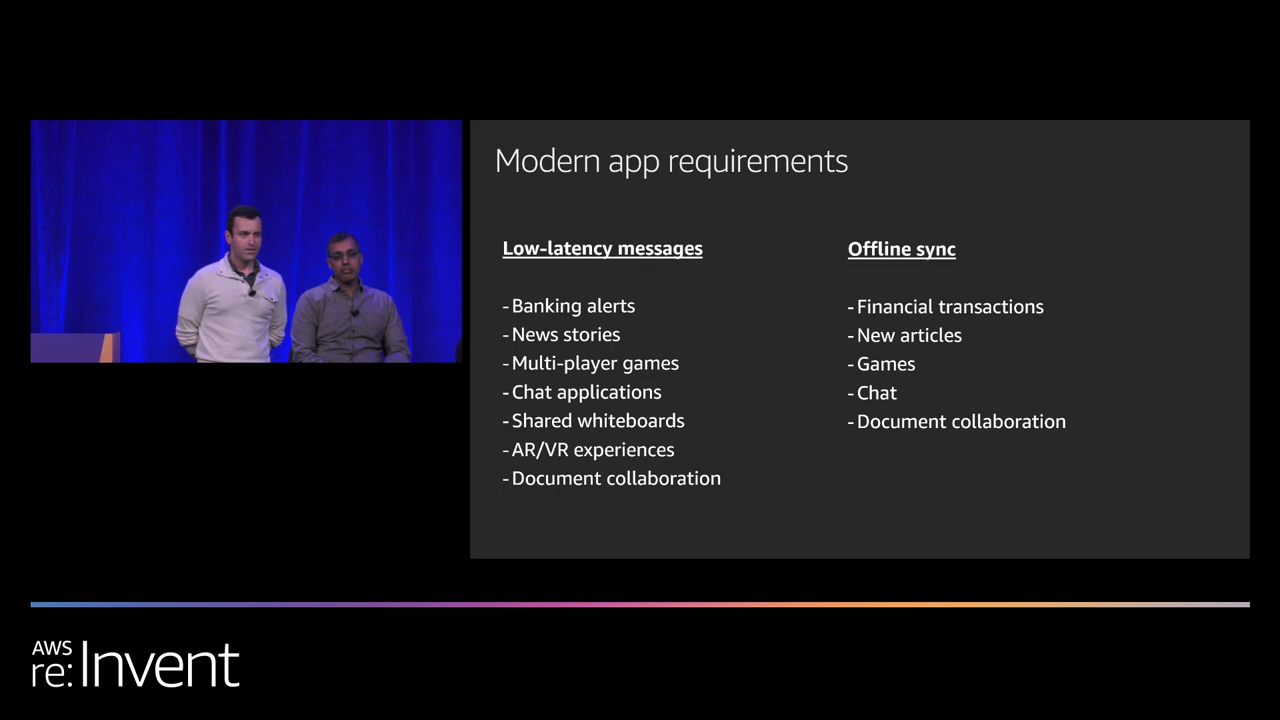 Modern app requirements
Low-latency messages
- Banking alerts
- News stories
- Multi-player games
- Chat applications
- Shared whiteboards
- AR/VR experiences
- Document collaboration
Offline sync
- Financial transactions
- New articles
- Games
- Chat
- Document collaboration
AWS
re:Invent